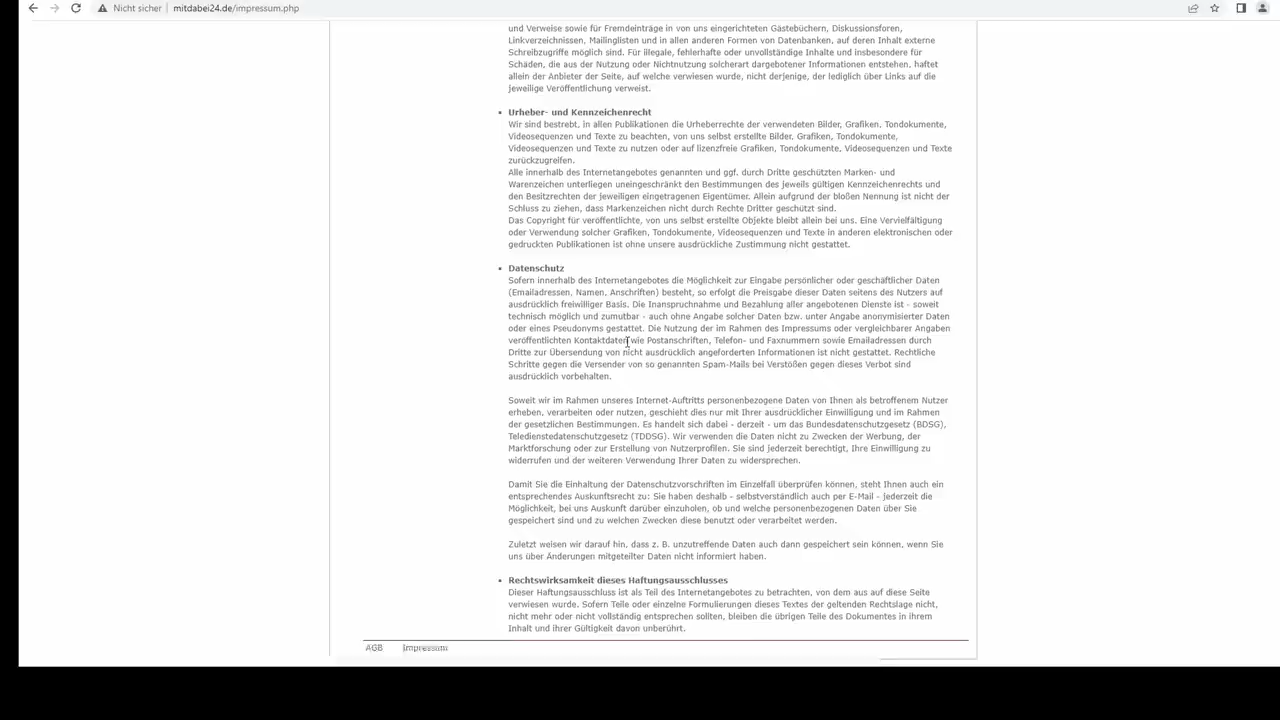 Nicht sicher mitdabei24.de/impressum.php
und Verweise sowie für Fremdeinträge in von uns eingerichteten Gästebüchern, Diskussionsforen,
Linkverzeichnissen, Mailinglisten und in allen anderen Formen von Datenbanken, auf deren Inhalt externe
Schreibzugriffe möglich sind. Für illegale, fehlerhafte oder unvollständige Inhalte und insbesondere für
Schäden, die aus der Nutzung oder Nichtnutzung solcherart dargebotener Informationen entstehen, haftet
allein der Anbieter der Seite, auf welche verwiesen wurde, nicht derjenige, der lediglich über Links auf die
jeweilige Veröffentlichung verweist.
Urheber- und Kennzeichenrecht
Wir sind bestrebt, in allen Publikationen die Urheberrechte der verwendeten Bilder, Grafiken, Tondokumente,
Videosequenzen und Texte zu beachten, von uns selbst erstellte Bilder, Grafiken, Tondokumente,
Videosequenzen und Texte zu nutzen oder auf lizenzfreie Grafiken, Tondokumente, Videosequenzen und Texte
zurückzugreifen.
Alle innerhalb des Internetangebotes genannten und ggf. durch Dritte geschützten Marken- und
Warenzeichen unterliegen uneingeschränkt den Bestimmungen des jeweils gültigen Kennzeichenrechts und
den Besitzrechten der jeweiligen eingetragenen Eigentümer. Allein aufgrund der bloßen Nennung ist nicht der
Schluss zu ziehen, dass Markenzeichen nicht durch Rechte Dritter geschützt sind.
Das Copyright für veröffentlichte, von uns selbst erstellte Objekte bleibt allein bei uns. Eine Vervielfältigung
oder Verwendung solcher Grafiken, Tondokumente, Videosequenzen und Texte in anderen elektronischen oder
gedruckten Publikationen ist ohne unsere ausdrückliche Zustimmung nicht gestattet.
Datenschutz
Sofern innerhalb des Internetangebotes die Möglichkeit zur Eingabe persönlicher oder geschäftlicher Daten
(Emailadressen, Namen, Anschriften) besteht, so erfolgt die Preisgabe dieser Daten seitens des Nutzers auf
ausdrücklich freiwilliger Basis. Die Inanspruchnahme und Bezahlung aller angebotenen Dienste ist - soweit
technisch möglich und zumutbar - auch ohne Angabe solcher Daten bzw. unter Angabe anonymisierter Daten
oder eines Pseudonyms gestattet. Die Nutzung der im Rahmen des Impressums oder vergleichbarer Angaben
veröffentlichten Kontaktdaten wie Postanschriften, Telefon- und Faxnummern sowie Emailadressen durch
Dritte zur Übersendung von nicht ausdrücklich angeforderten Informationen ist nicht gestattet. Rechtliche
Schritte gegen die Versender von so genannten Spam-Mails bei Verstößen gegen dieses Verbot sind
ausdrücklich vorbehalten.
Soweit wir im Rahmen unseres Internet-Auftritts personenbezogene Daten von Ihnen als betroffenem Nutzer
erheben, verarbeiten oder nutzen, geschieht dies nur mit Ihrer ausdrücklicher Einwilligung und im Rahmen
der gesetzlichen Bestimmungen. Es handelt sich dabei - derzeit - um das Bundesdatenschutzgesetz (BDSG),
Teledienstedatenschutzgesetz (TDDSG). Wir verwenden die Daten nicht zu Zwecken der Werbung, der
Marktforschung oder zur Erstellung von Nutzerprofilen. Sie sind jederzeit berechtigt, Ihre Einwilligung zu
widerrufen und der weiteren Verwendung Ihrer Daten zu widersprechen.
Damit Sie die Einhaltung der Datenschutzvorschriften im Einzelfall überprüfen können, steht Ihnen auch ein
entsprechendes Auskunftsrecht zu: Sie haben deshalb - selbstverständlich auch per E-Mail - jederzeit die
Möglichkeit, bei uns Auskunft darüber einzuholen, ob und welche personenbezogenen Daten über Sie
gespeichert sind und zu welchen Zwecken diese benutzt oder verarbeitet werden.
Zuletzt weisen wir darauf hin, dass z. B. unzutreffende Daten auch dann gespeichert sein können, wenn Sie
uns über Änderungen mitgeteilter Daten nicht informiert haben.
Rechtswirksamkeit dieses Haftungsausschlusses
Dieser Haftungsausschluss ist als Teil des Internetangebotes zu betrachten, von dem aus auf diese Seite
verwiesen wurde. Sofern Teile oder einzelne Formulierungen dieses Textes der geltenden Rechtslage nicht,
nicht mehr oder nicht vollständig entsprechen sollten, bleiben die übrigen Teile des Dokumentes in ihrem
Inhalt und ihrer Gültigkeit davon unberührt.
AGB Impressum